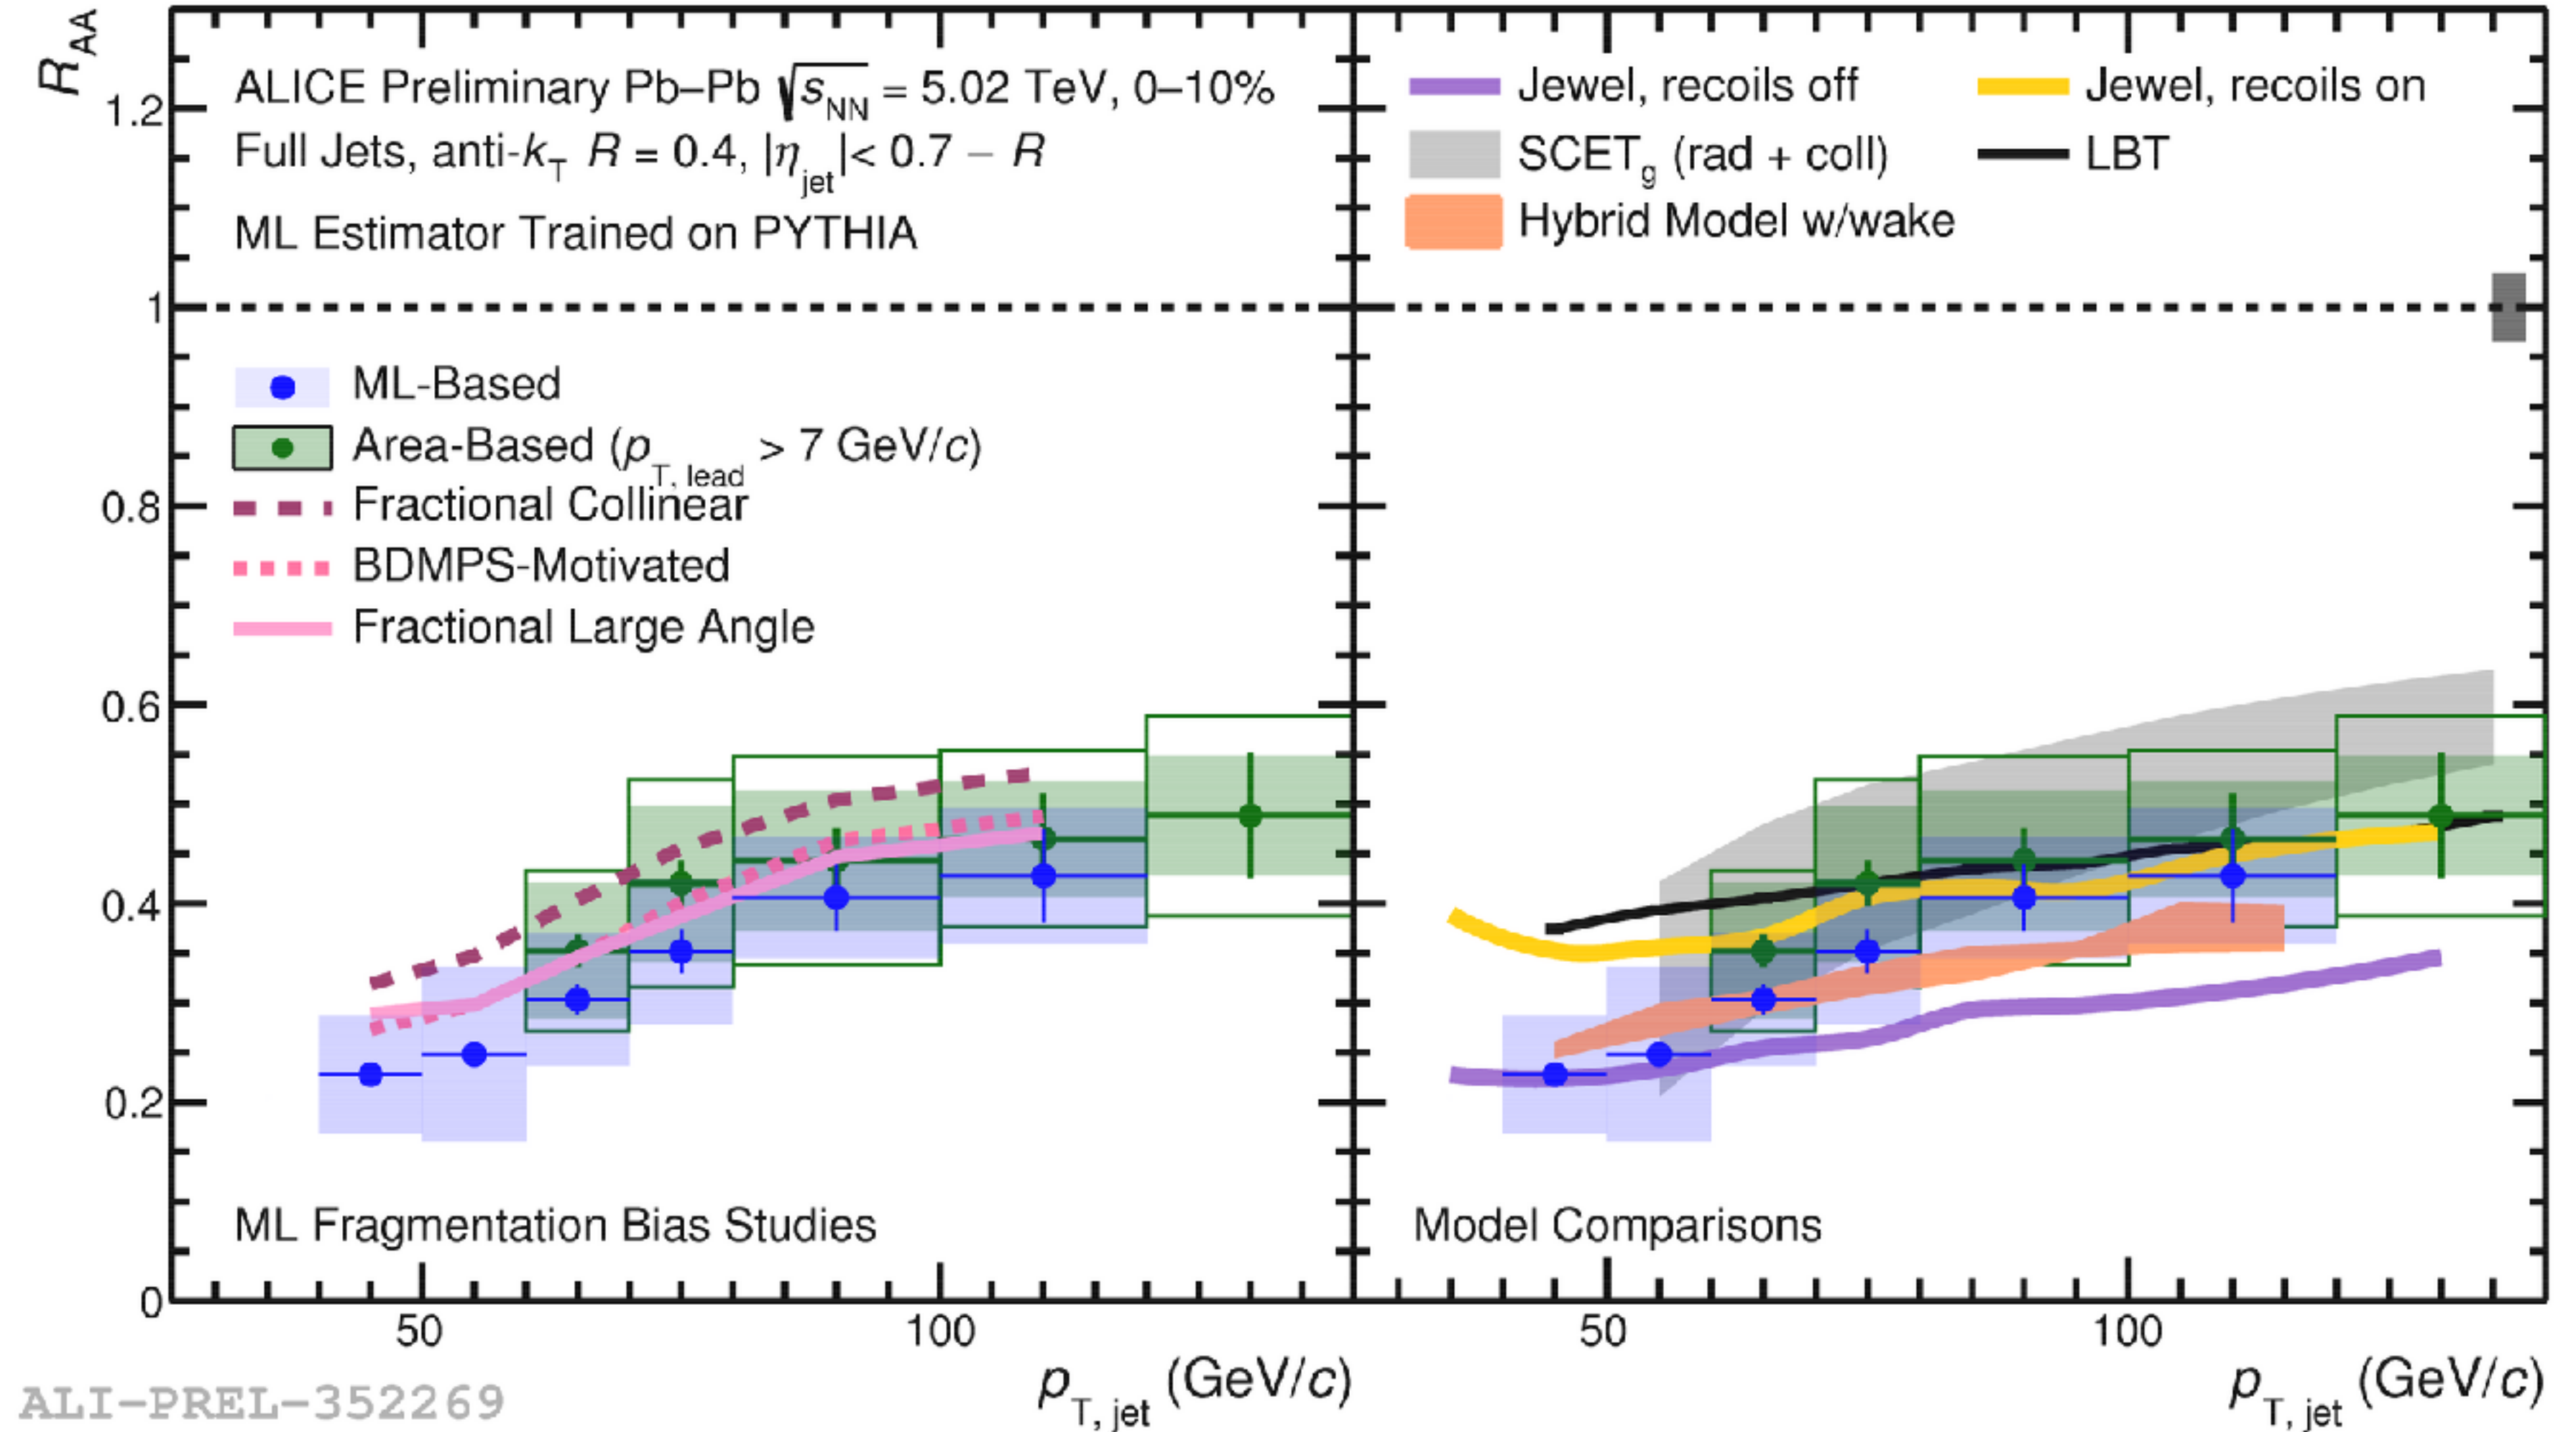 R_AA
ALICE Preliminary Pb–Pb √s_NN = 5.02 TeV, 0–10%
Full Jets, anti-k_T R = 0.4, |η_jet|< 0.7 – R
ML Estimator Trained on PYTHIA
ML-Based
Area-Based (p_T, lead > 7 GeV/c)
Fractional Collinear
BDMPS-Motivated
Fractional Large Angle
ML Fragmentation Bias Studies
Jewel, recoils off
Jewel, recoils on
SCET_g (rad + coll)
LBT
Hybrid Model w/wake
Model Comparisons
1.2
1
0.8
0.6
0.4
0.2
0
50 100
50 100
p_T, jet (GeV/c)
p_T, jet (GeV/c)
ALI-PREL-352269